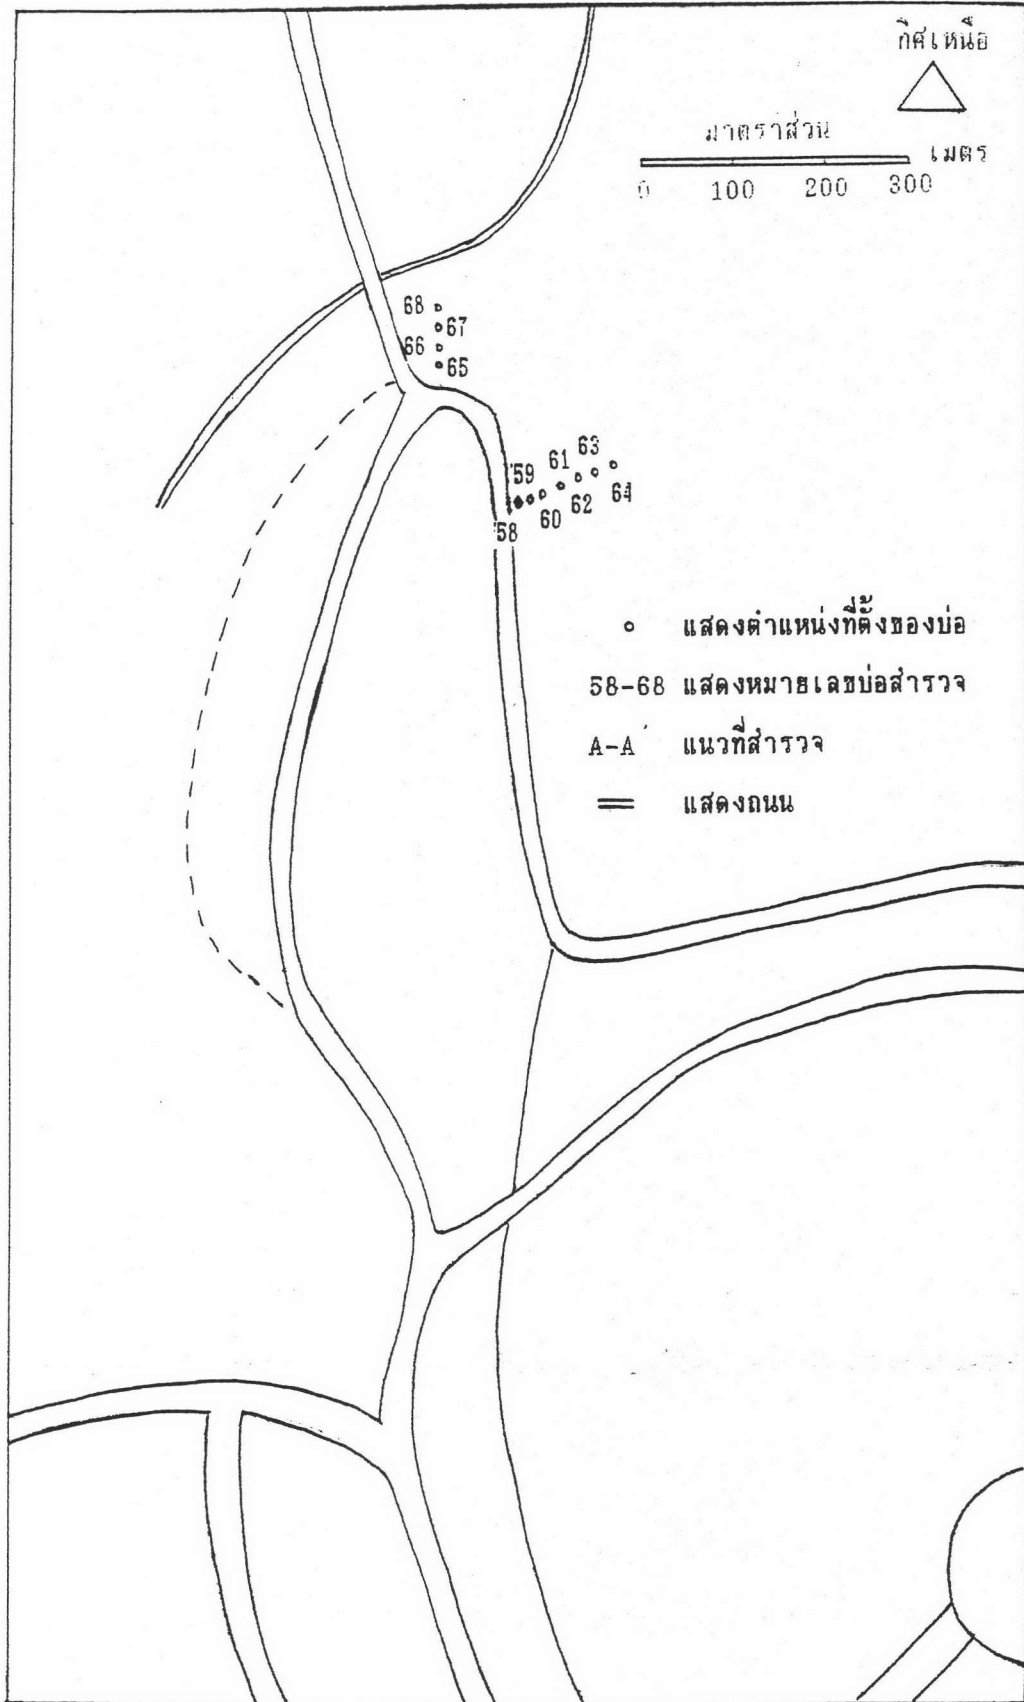 ทิศเหนือ
มาตราส่วน
เมตร
0 100 200 300
68
67
66
65
63
61
59
64
62
60
58
แสดงตำแหน่งที่ตั้งของบ่อ
58-68 แสดงหมายเลขบ่อสำรวจ
A-A' แนวที่สำรวจ
แสดงถนน